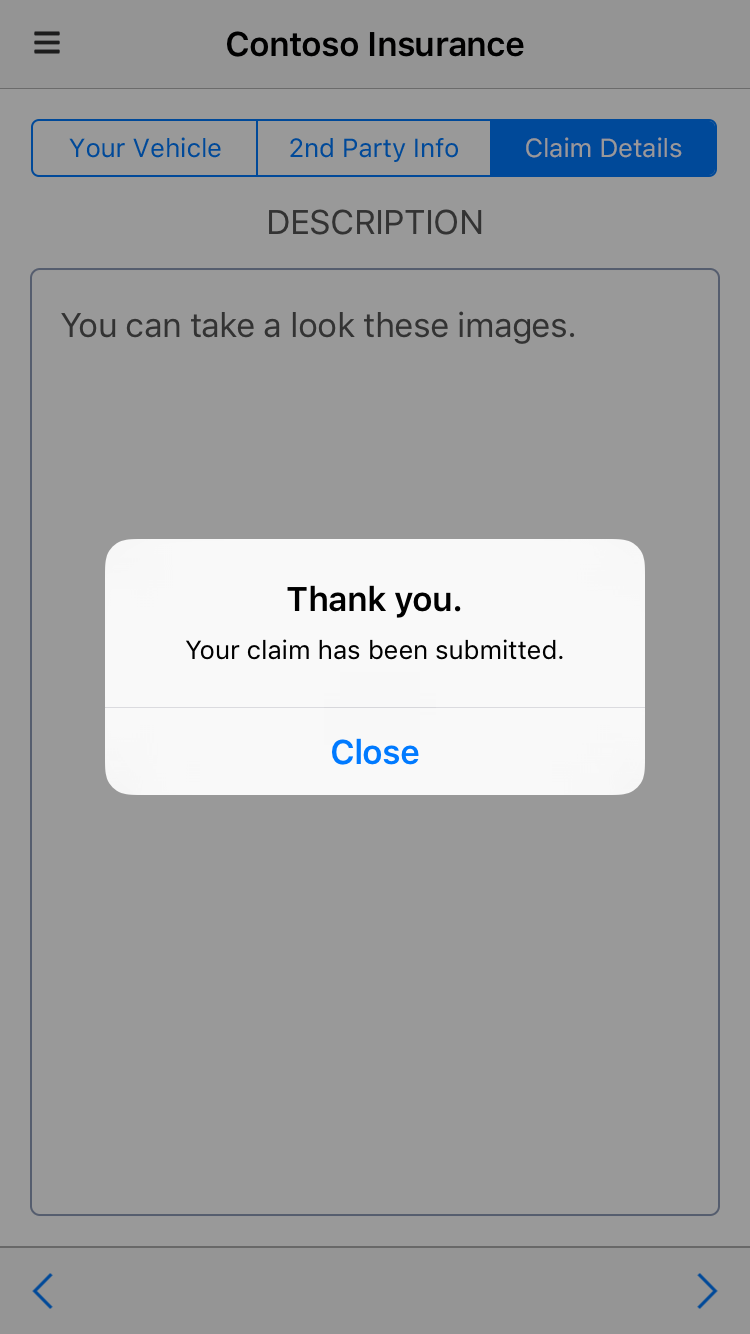 Contoso Insurance
Your Vehicle
2nd Party Info
Claim Details
DESCRIPTION
You can take a look these images.
Thank you.
Your claim has been submitted.
Close